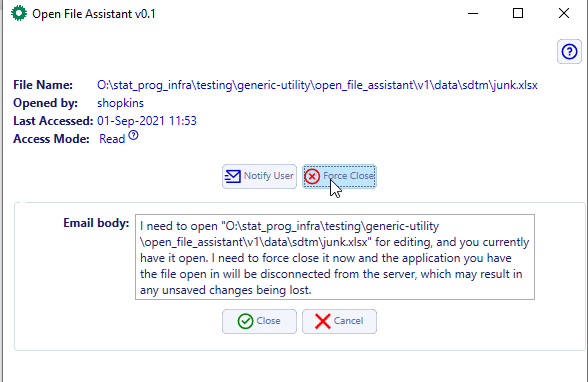 Open File Assistant v0.1
File Name: O:\stat_prog_infra\testing\generic-utility\open_file_assistant\v1\data\sdtm\junk.xlsx
Opened by: shopkins
Last Accessed: 01-Sep-2021 11:53
Access Mode: Read
Notify User Force Close
Email body: I need to open "O:\stat_prog_infra\testing\generic-utility
\open_file_assistant\v1\data\sdtm\junk.xlsx" for editing, and you currently
have it open. I need to force close it now and the application you have
the file open in will be disconnected from the server, which may result in
any unsaved changes being lost.
Close Cancel